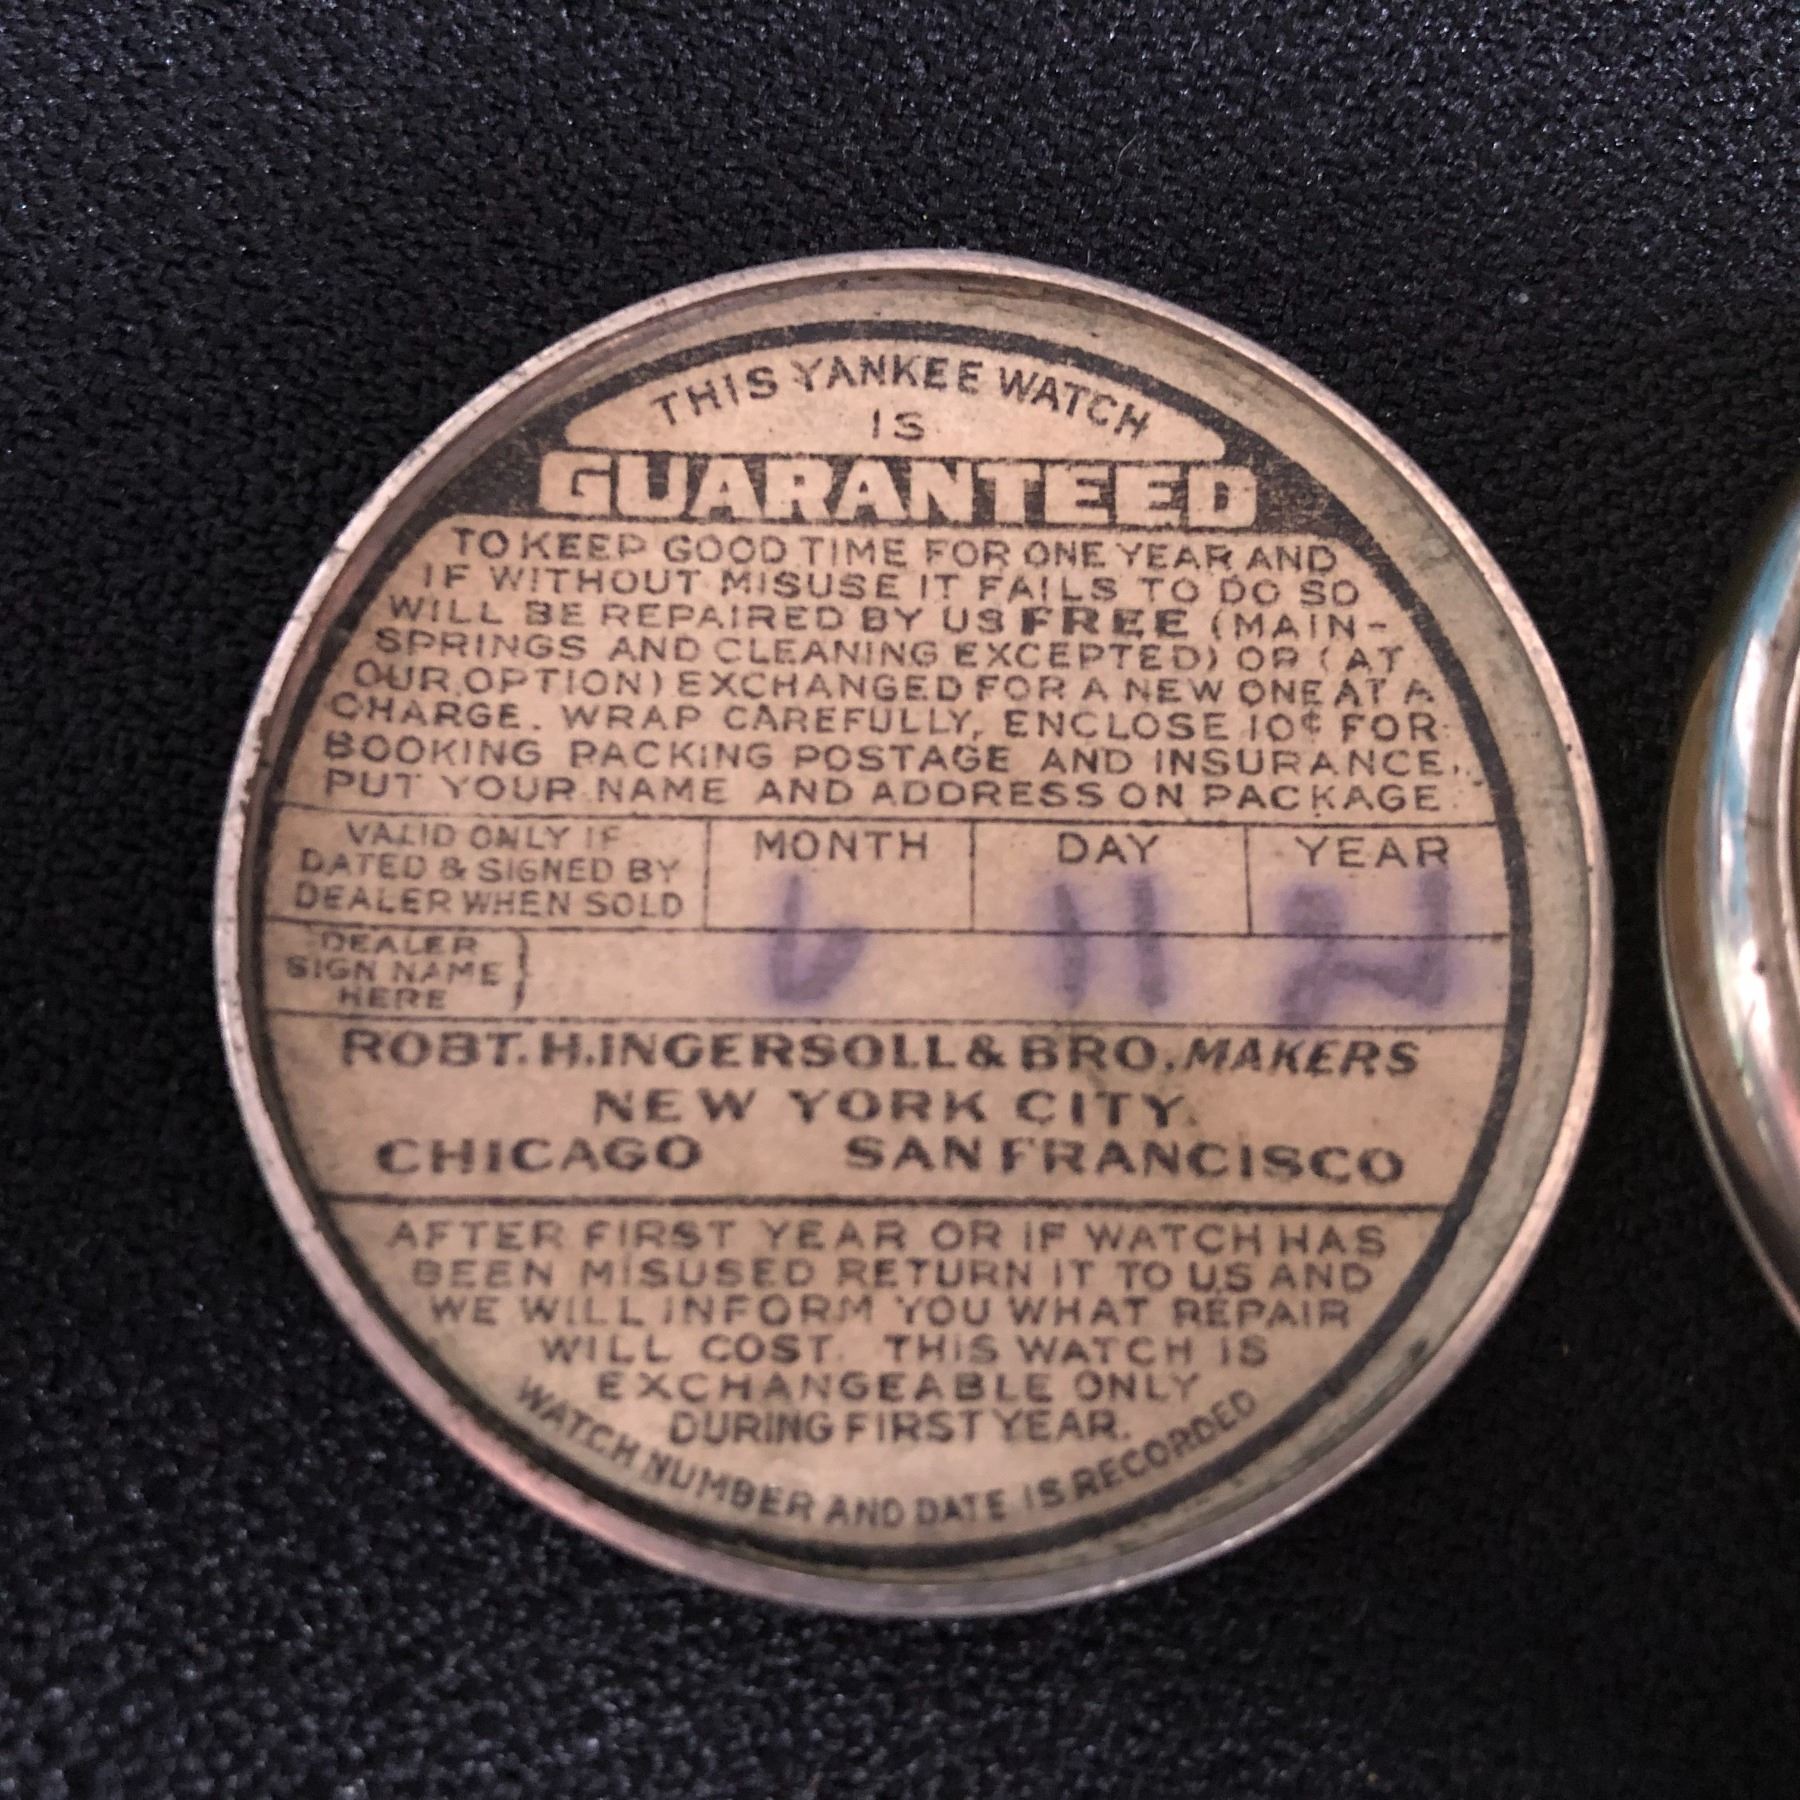 THIS YANKEE WATCH
IS
GUARANTEED
TO KEEP GOOD TIME FOR ONE YEAR AND
IF WITHOUT MISUSE IT FAILS TO DO SO
WILL BE REPAIRED BY US FREE (MAIN-
SPRINGS AND CLEANING EXCEPTED) OR (AT
OUR OPTION) EXCHANGED FOR A NEW ONE AT A
CHARGE. WRAP CAREFULLY, ENCLOSE 10¢ FOR
BOOKING PACKING POSTAGE AND INSURANCE.
PUT YOUR NAME AND ADDRESS ON PACKAGE.
VALID ONLY IF
DATED & SIGNED BY
DEALER WHEN SOLD
MONTH DAY YEAR
6 11
DEALER
SIGN NAME
HERE
ROBT. H. INGERSOLL & BRO. MAKERS
NEW YORK CITY.
CHICAGO SAN FRANCISCO
AFTER FIRST YEAR OR IF WATCH HAS
BEEN MISUSED RETURN IT TO US AND
WE WILL INFORM YOU WHAT REPAIR
WILL COST. THIS WATCH IS
EXCHANGEABLE ONLY
DURING FIRST YEAR.
WATCH NUMBER AND DATE IS RECORDED